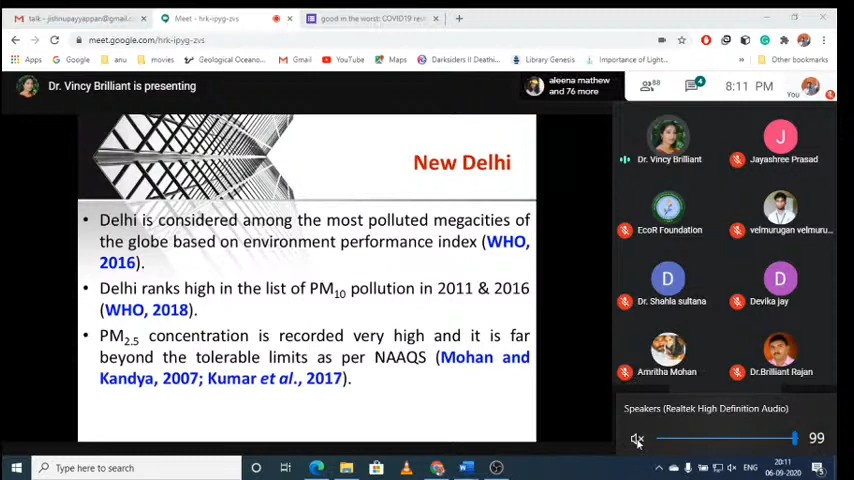 talk - jishnupayyappan@gmail.c
Meet - hrk-ipyg-zvs
good in the worst: COVID19 res
meet.google.com/hrk-ipyg-zvs
Apps
Google
anu
movies
Geological Oceano...
Gmail
YouTube
Maps
Darksiders II Deathi...
Library Genesis
Importance of Light...
Other bookmarks
Dr. Vincy Brilliant is presenting
aleena mathew
and 76 more
88
4
8:11 PM
You
New Delhi
• Delhi is considered among the most polluted megacities of
the globe based on environment performance index (WHO,
2016).
• Delhi ranks high in the list of PM10 pollution in 2011 & 2016
(WHO, 2018).
• PM2.5 concentration is recorded very high and it is far
beyond the tolerable limits as per NAAQS (Mohan and
Kandya, 2007; Kumar et al., 2017).
Dr. Vincy Brilliant
J
Jayashree Prasad
EcoR Foundation
velmurugan velmuru...
D
Dr. Shahla sultana
D
Devika jay
Amritha Mohan
Dr.Brilliant Rajan
Speakers (Realtek High Definition Audio)
99
Type here to search
ENG
20:11
06-09-2020
5